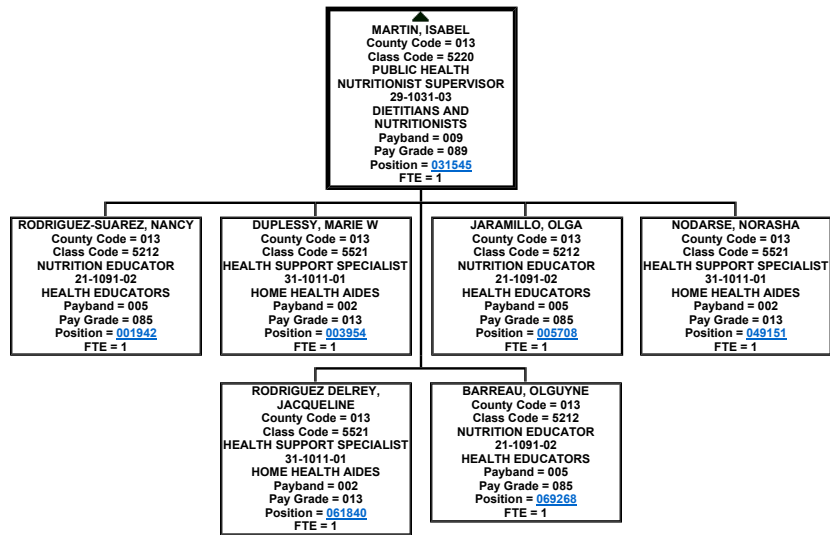 MARTIN, ISABEL
County Code = 013
Class Code = 5220
PUBLIC HEALTH
NUTRITIONIST SUPERVISOR
29-1031-03
DIETITIANS AND
NUTRITIONISTS
Payband = 009
Pay Grade = 089
Position = 031545
FTE = 1
RODRIGUEZ-SUAREZ, NANCY
County Code = 013
Class Code = 5212
NUTRITION EDUCATOR
21-1091-02
HEALTH EDUCATORS
Payband = 005
Pay Grade = 085
Position = 001942
FTE = 1
DUPLESSY, MARIE W
County Code = 013
Class Code = 5521
HEALTH SUPPORT SPECIALIST
31-1011-01
HOME HEALTH AIDES
Payband = 002
Pay Grade = 013
Position = 003954
FTE = 1
JARAMILLO, OLGA
County Code = 013
Class Code = 5212
NUTRITION EDUCATOR
21-1091-02
HEALTH EDUCATORS
Payband = 005
Pay Grade = 085
Position = 005708
FTE = 1
NODARSE, NORASHA
County Code = 013
Class Code = 5521
HEALTH SUPPORT SPECIALIST
31-1011-01
HOME HEALTH AIDES
Payband = 002
Pay Grade = 013
Position = 049151
FTE = 1
RODRIGUEZ DELREY,
JACQUELINE
County Code = 013
Class Code = 5521
HEALTH SUPPORT SPECIALIST
31-1011-01
HOME HEALTH AIDES
Payband = 002
Pay Grade = 013
Position = 061840
FTE = 1
BARREAU, OLGUYNE
County Code = 013
Class Code = 5212
NUTRITION EDUCATOR
21-1091-02
HEALTH EDUCATORS
Payband = 005
Pay Grade = 085
Position = 069268
FTE = 1